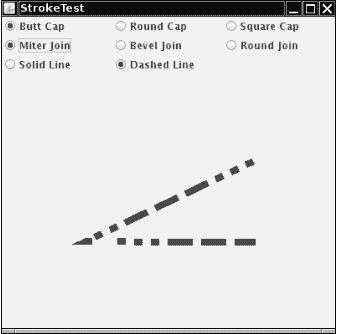 StrokeTest
Butt Cap Round Cap Square Cap
Miter Join Bevel Join Round Join
Solid Line Dashed Line